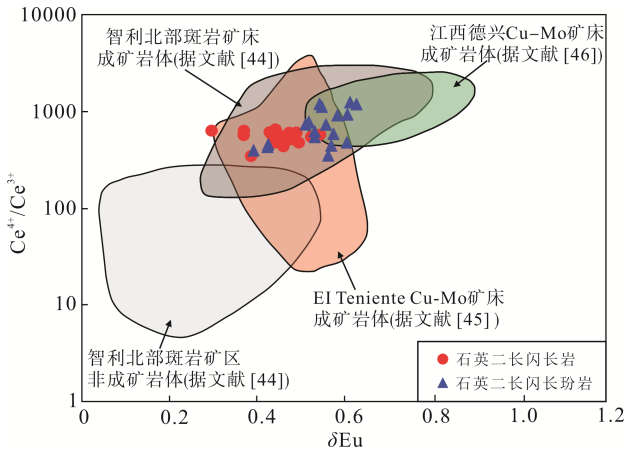 10000
1000
100
10
1
Ce4+/Ce3+
智利北部斑岩矿床
成矿岩体(据文献[44])
江西德兴Cu-Mo矿床
成矿岩体(据文献[46])
EI Teniente Cu-Mo矿床
成矿岩体(据文献[45])
智利北部斑岩矿区
非成矿岩体(据文献[44])
石英二长闪长岩
石英二长闪长玢岩
0 0.2 0.4 0.6 0.8 1.0 1.2
δEu